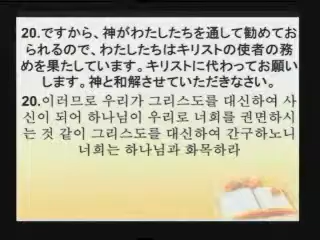 20.ですから、神がわたしたちを通して勧めてお
られるので、わたしたちはキリストの使者の務
めを果たしています。キリストに代わってお願い
します。神と和解させていただきなさい。
20.이러므로 우리가 그리스도를 대신하여 사
신이 되어 하나님이 우리로 너희를 권면하시
는 것 같이 그리스도를 대신하여 간구하노니
너희는 하나님과 화목하라